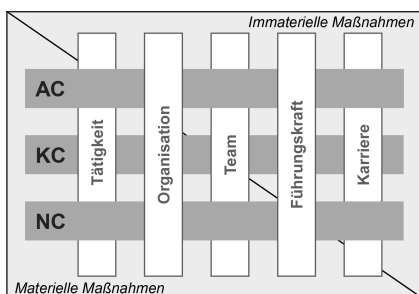 Immaterielle Maßnahmen
AC
KC
NC
Tätigkeit
Organisation
Team
Führungskraft
Karriere
Materielle Maßnahmen